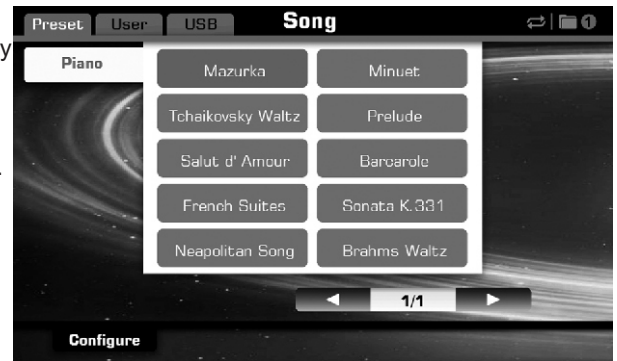 Preset User USB Song 1
y
Piano
Mazurka Minuet
Tchaikovsky Waltz Prelude
Salut d' Amour Barcarole
French Suites Sonata K.331
Neapolitan Song Brahms Waltz
1/1
Configure